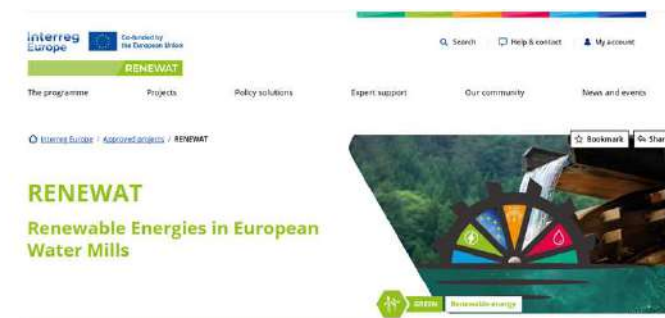 Interreg
Europe
Co-funded by
the European Union
Search
Help & contact
My account
RENEWAT
The programme
Projects
Policy solutions
Expert support
Our community
News and events
Interreg Europe / Approved projects / RENEWAT
Bookmark
Shar
RENEWAT
Renewable Energies in European
Water Mills
GREEN
Renewable energy